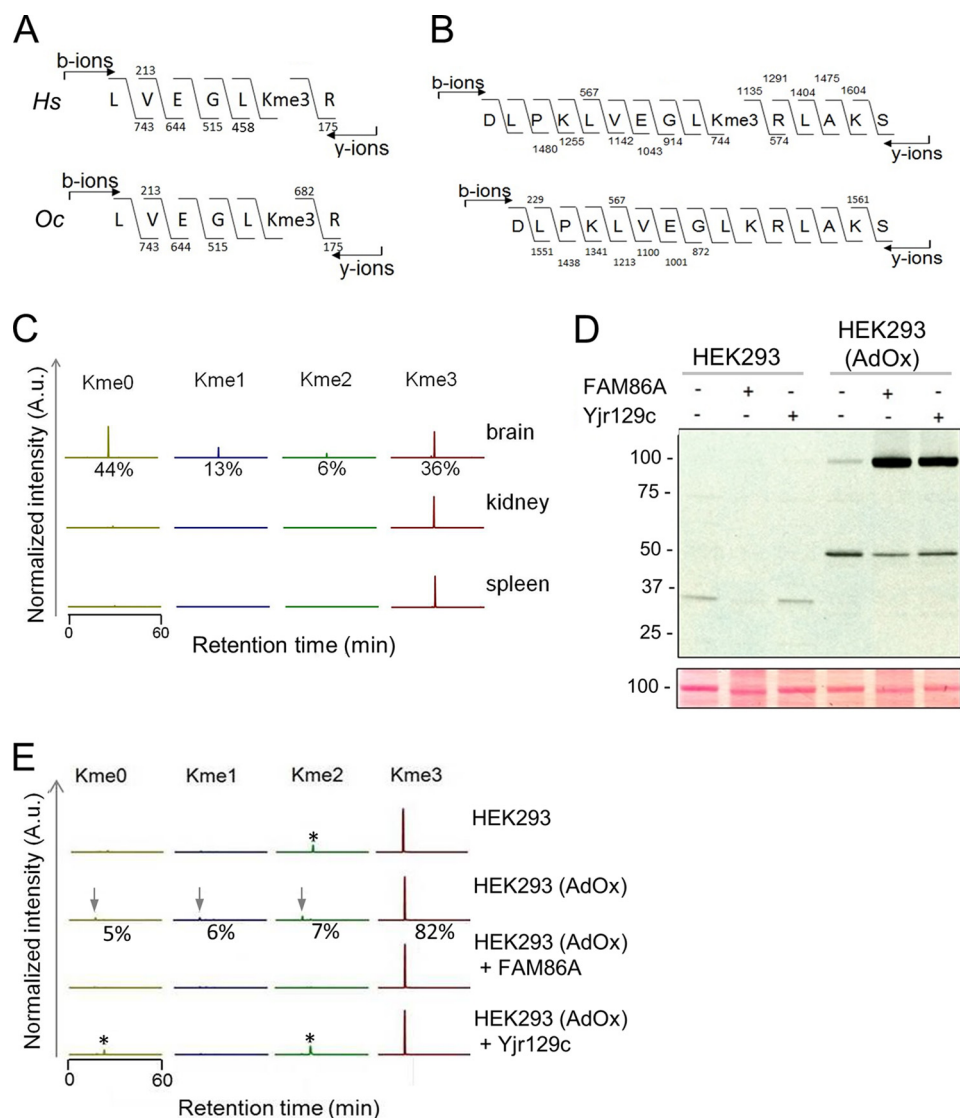 A
b-ions
213
Hs L V E G L Kme3 R
743 644 515 458 175
y-ions
b-ions
213 682
Oc L V E G L Kme3 R
743 644 515 175
y-ions
B
b-ions
567 1135 1291 1404 1475 1604
D L P K L V E G L Kme3 R L A K S
1480 1255 1142 1043 914 744 574
y-ions
b-ions
229 567 1561
D L P K L V E G L K R L A K S
1551 1438 1341 1213 1100 1001 872
y-ions
C
Normalized intensity (A.u.)
Kme0 Kme1 Kme2 Kme3
brain
44% 13% 6% 36%
kidney
spleen
0 60
Retention time (min)
D
HEK293 HEK293 (AdOx)
FAM86A - + - - + -
Yjr129c - - + - - +
100 -
75 -
50 -
37 -
25 -
100 -
E
Normalized intensity (A.u.)
Kme0 Kme1 Kme2 Kme3
* HEK293
HEK293 (AdOx)
5% 6% 7% 82%
HEK293 (AdOx)
+ FAM86A
HEK293 (AdOx)
+ Yjr129c
* *
0 60
Retention time (min)